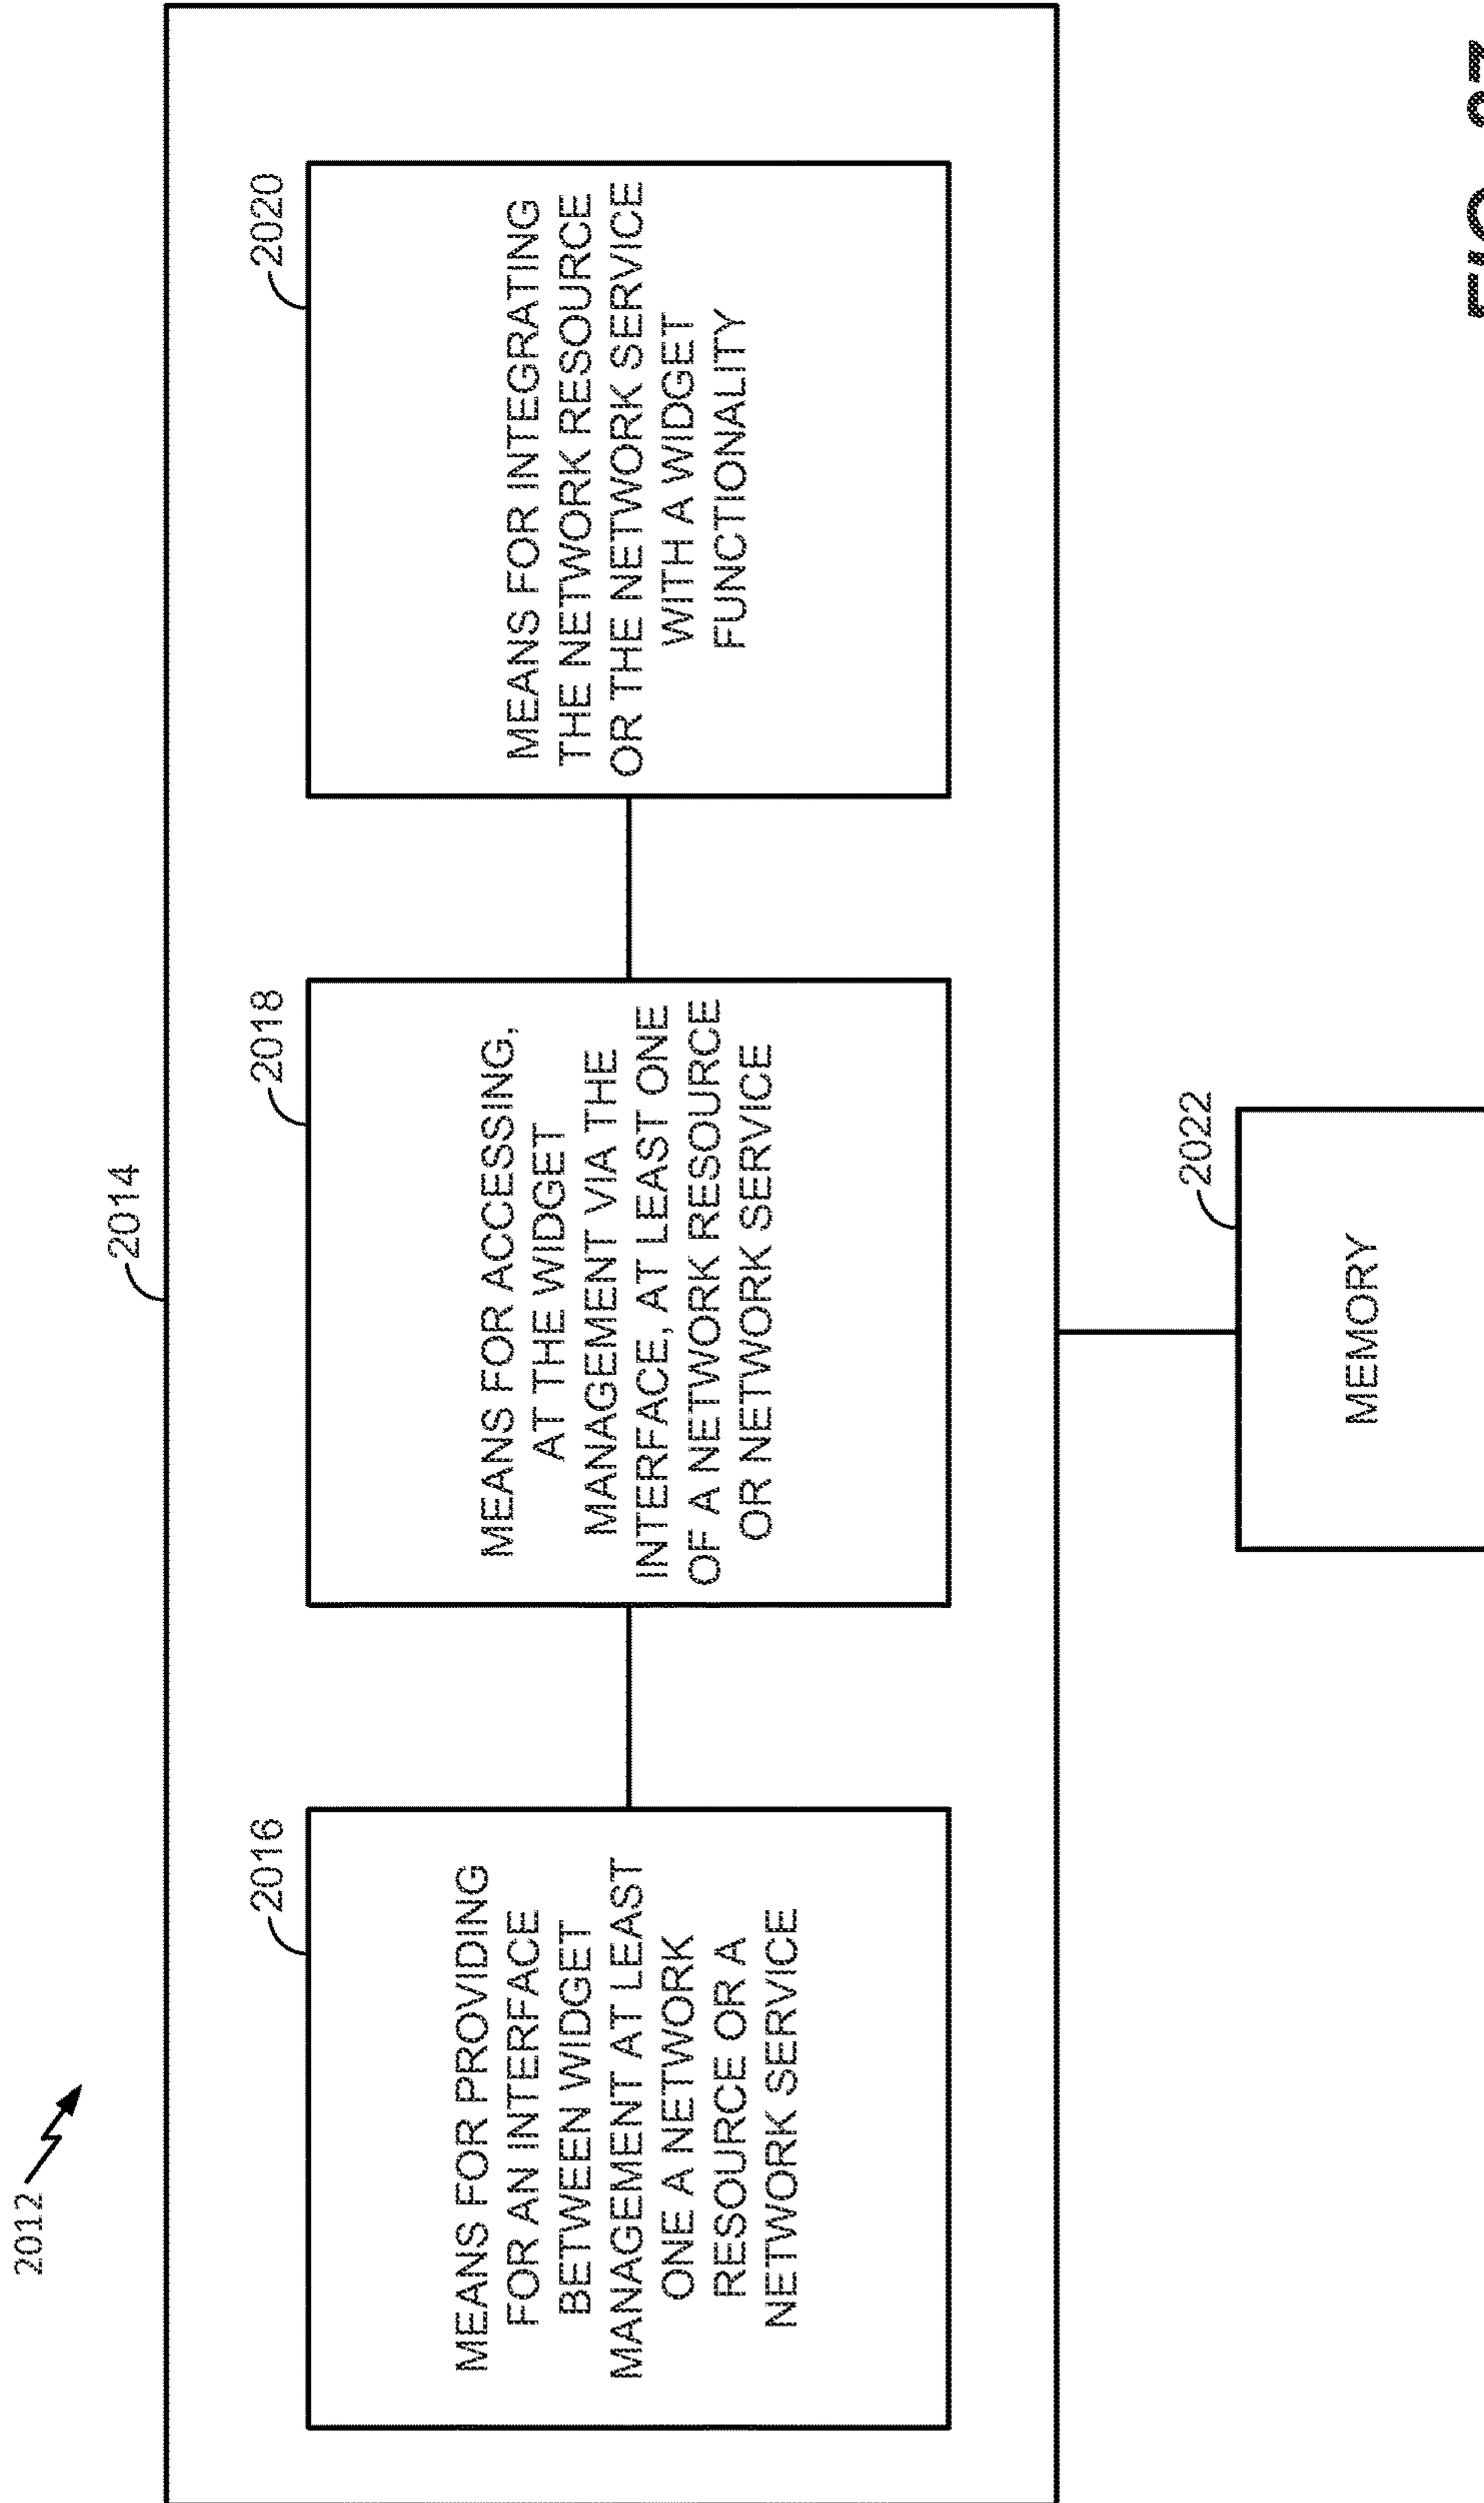 2012
2014
2016
MEANS FOR PROVIDING
FOR AN INTERFACE
BETWEEN WIDGET
MANAGEMENT AT LEAST
ONE A NETWORK
RESOURCE OR A
NETWORK SERVICE
2018
MEANS FOR ACCESSING,
AT THE WIDGET
MANAGEMENT VIA THE
INTERFACE, AT LEAST ONE
OF A NETWORK RESOURCE
OR NETWORK SERVICE
2020
MEANS FOR INTEGRATING
THE NETWORK RESOURCE
OR THE NETWORK SERVICE
WITH A WIDGET
FUNCTIONALITY
2022
MEMORY